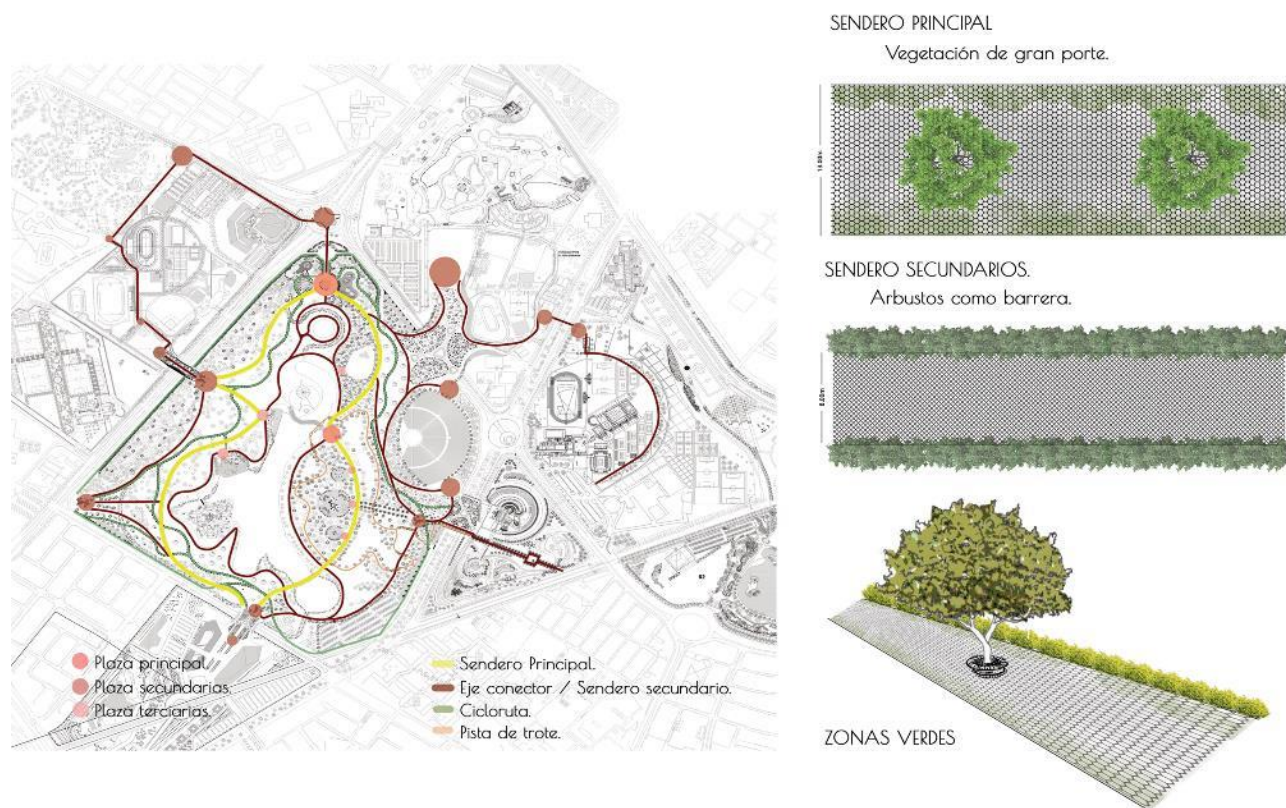 SENDERO PRINCIPAL
Vegetación de gran porte.
SENDERO SECUNDARIOS.
Arbustos como barrera.
ZONAS VERDES
Plaza principal.
Plaza secundarias.
Plaza terciarias.
Sendero Principal.
Eje conector / Sendero secundario.
Cicloruta.
Pista de trote.